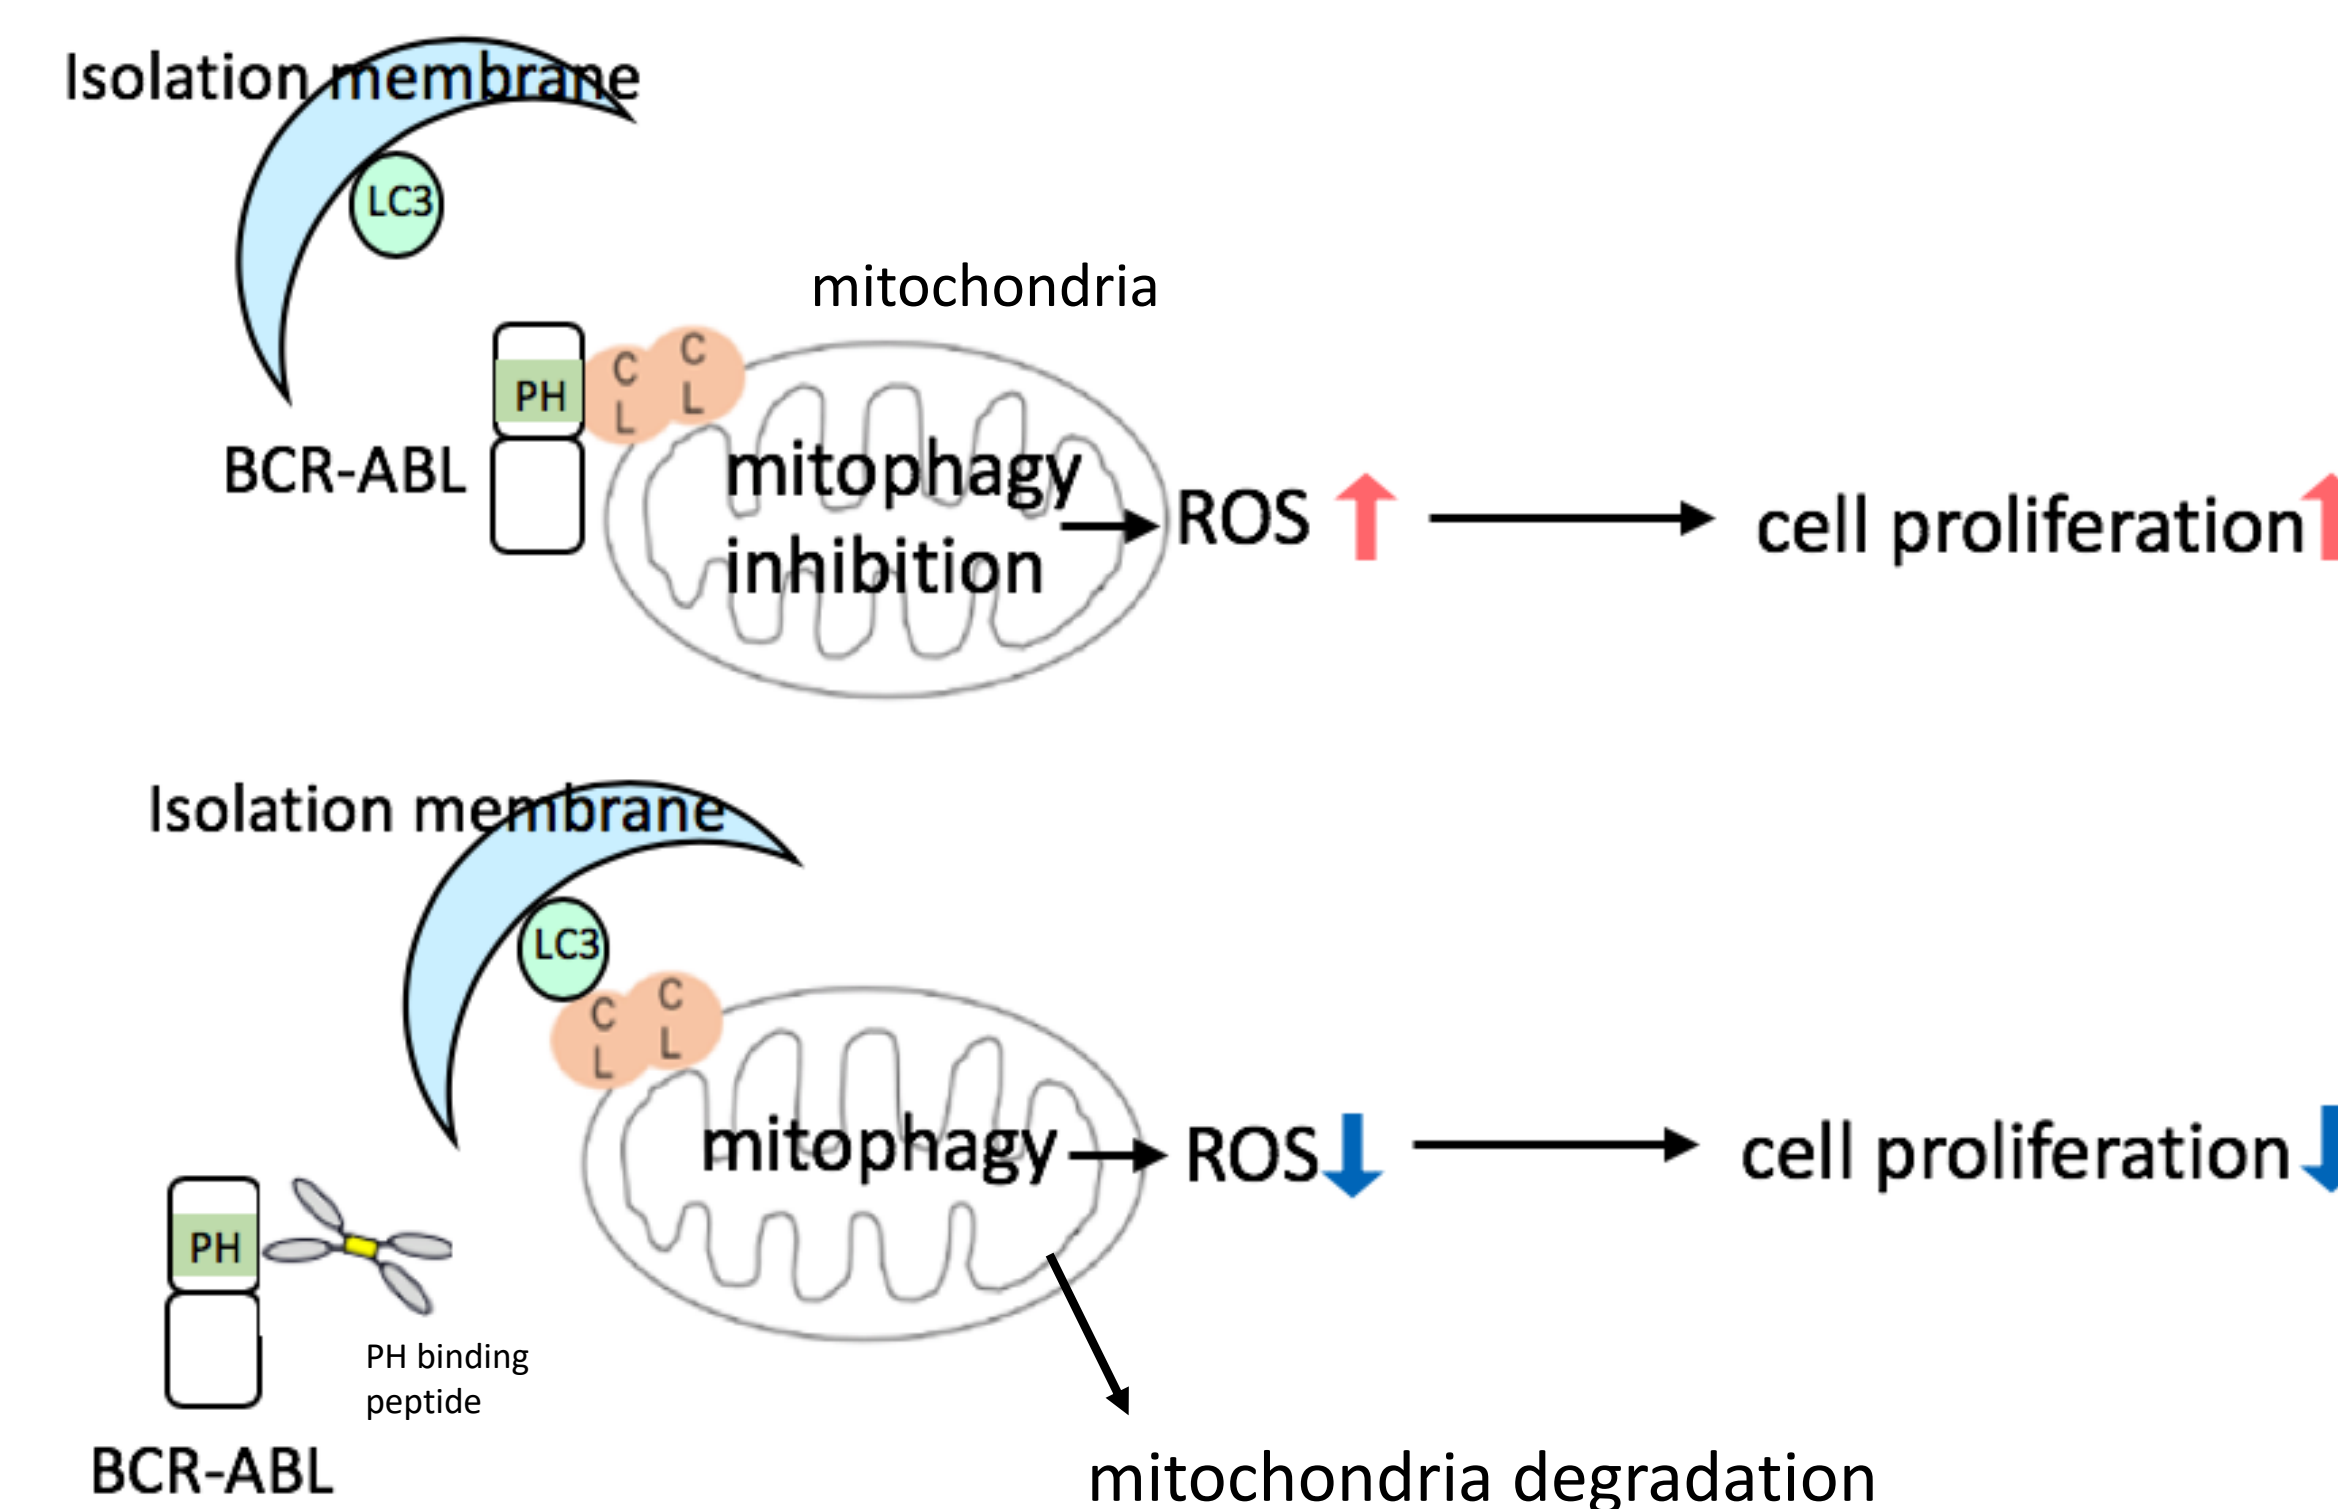 Isolation membrane
LC3
mitochondria
PH
C
L
C
L
BCR-ABL
mitophagy
inhibition
ROS
cell proliferation
Isolation membrane
LC3
C
L
C
L
mitophagy
ROS
cell proliferation
PH
PH binding
peptide
BCR-ABL
mitochondria degradation